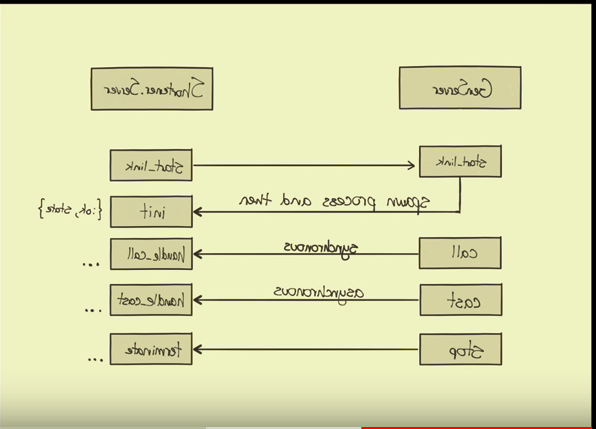 Shortener.Server
GenServer
start_link
start_link
spawn process and then
{:ok, state}
init
synchronous
...
handle_call
call
asynchronous
...
handle_cast
cast
...
terminate
stop